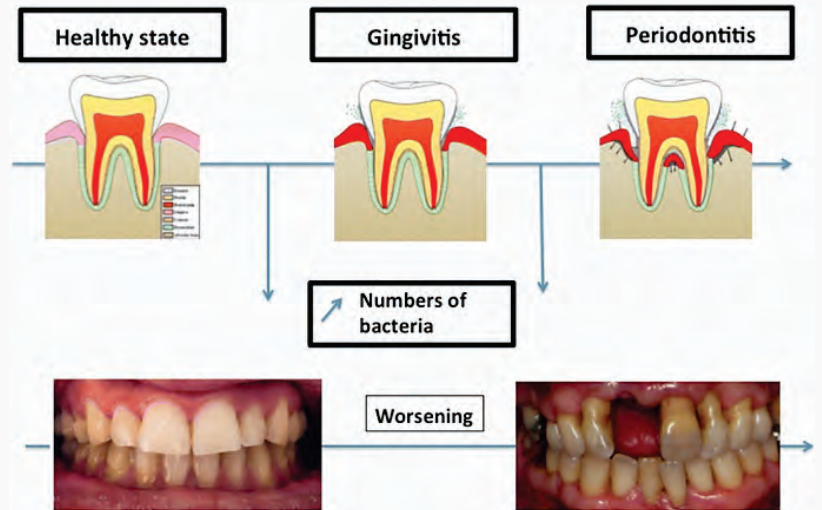 Healthy state
Gingivitis
Periodontitis
Numbers of
bacteria
Worsening